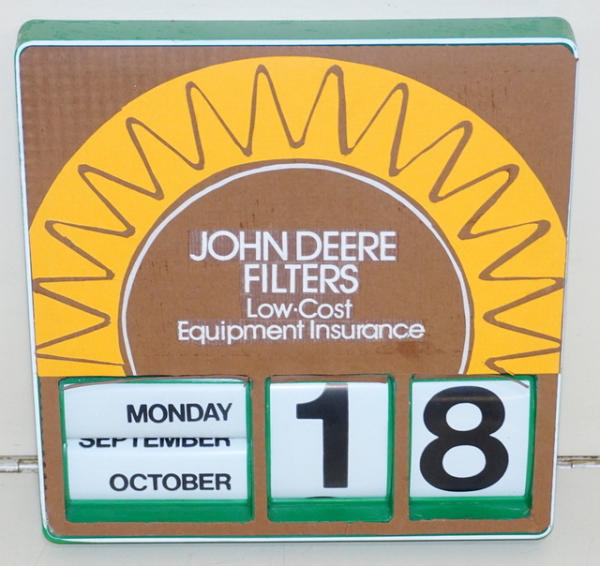 JOHN DEERE
FILTERS
Low-Cost
Equipment Insurance
MONDAY
SEPTEMBER
OCTOBER
1 8